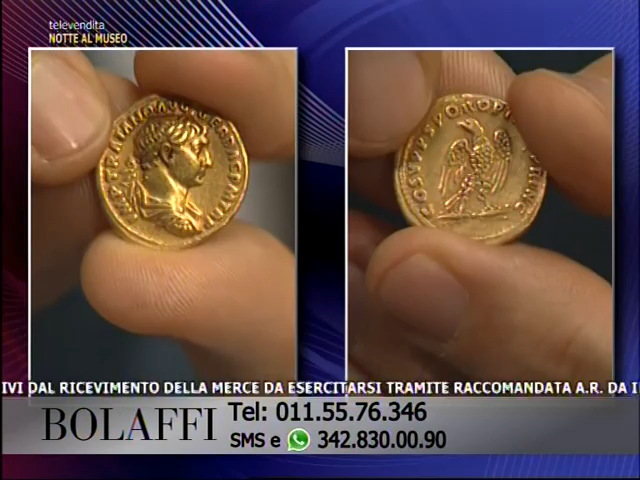 televendita
NOTTE AL MUSEO
IVI DAL RICEVIMENTO DELLA MERCE DA ESERCITARSI TRAMITE RACCOMANDATA A.R. DA I
BOLAFFI
Tel: 011.55.76.346
SMS e 342.830.00.90